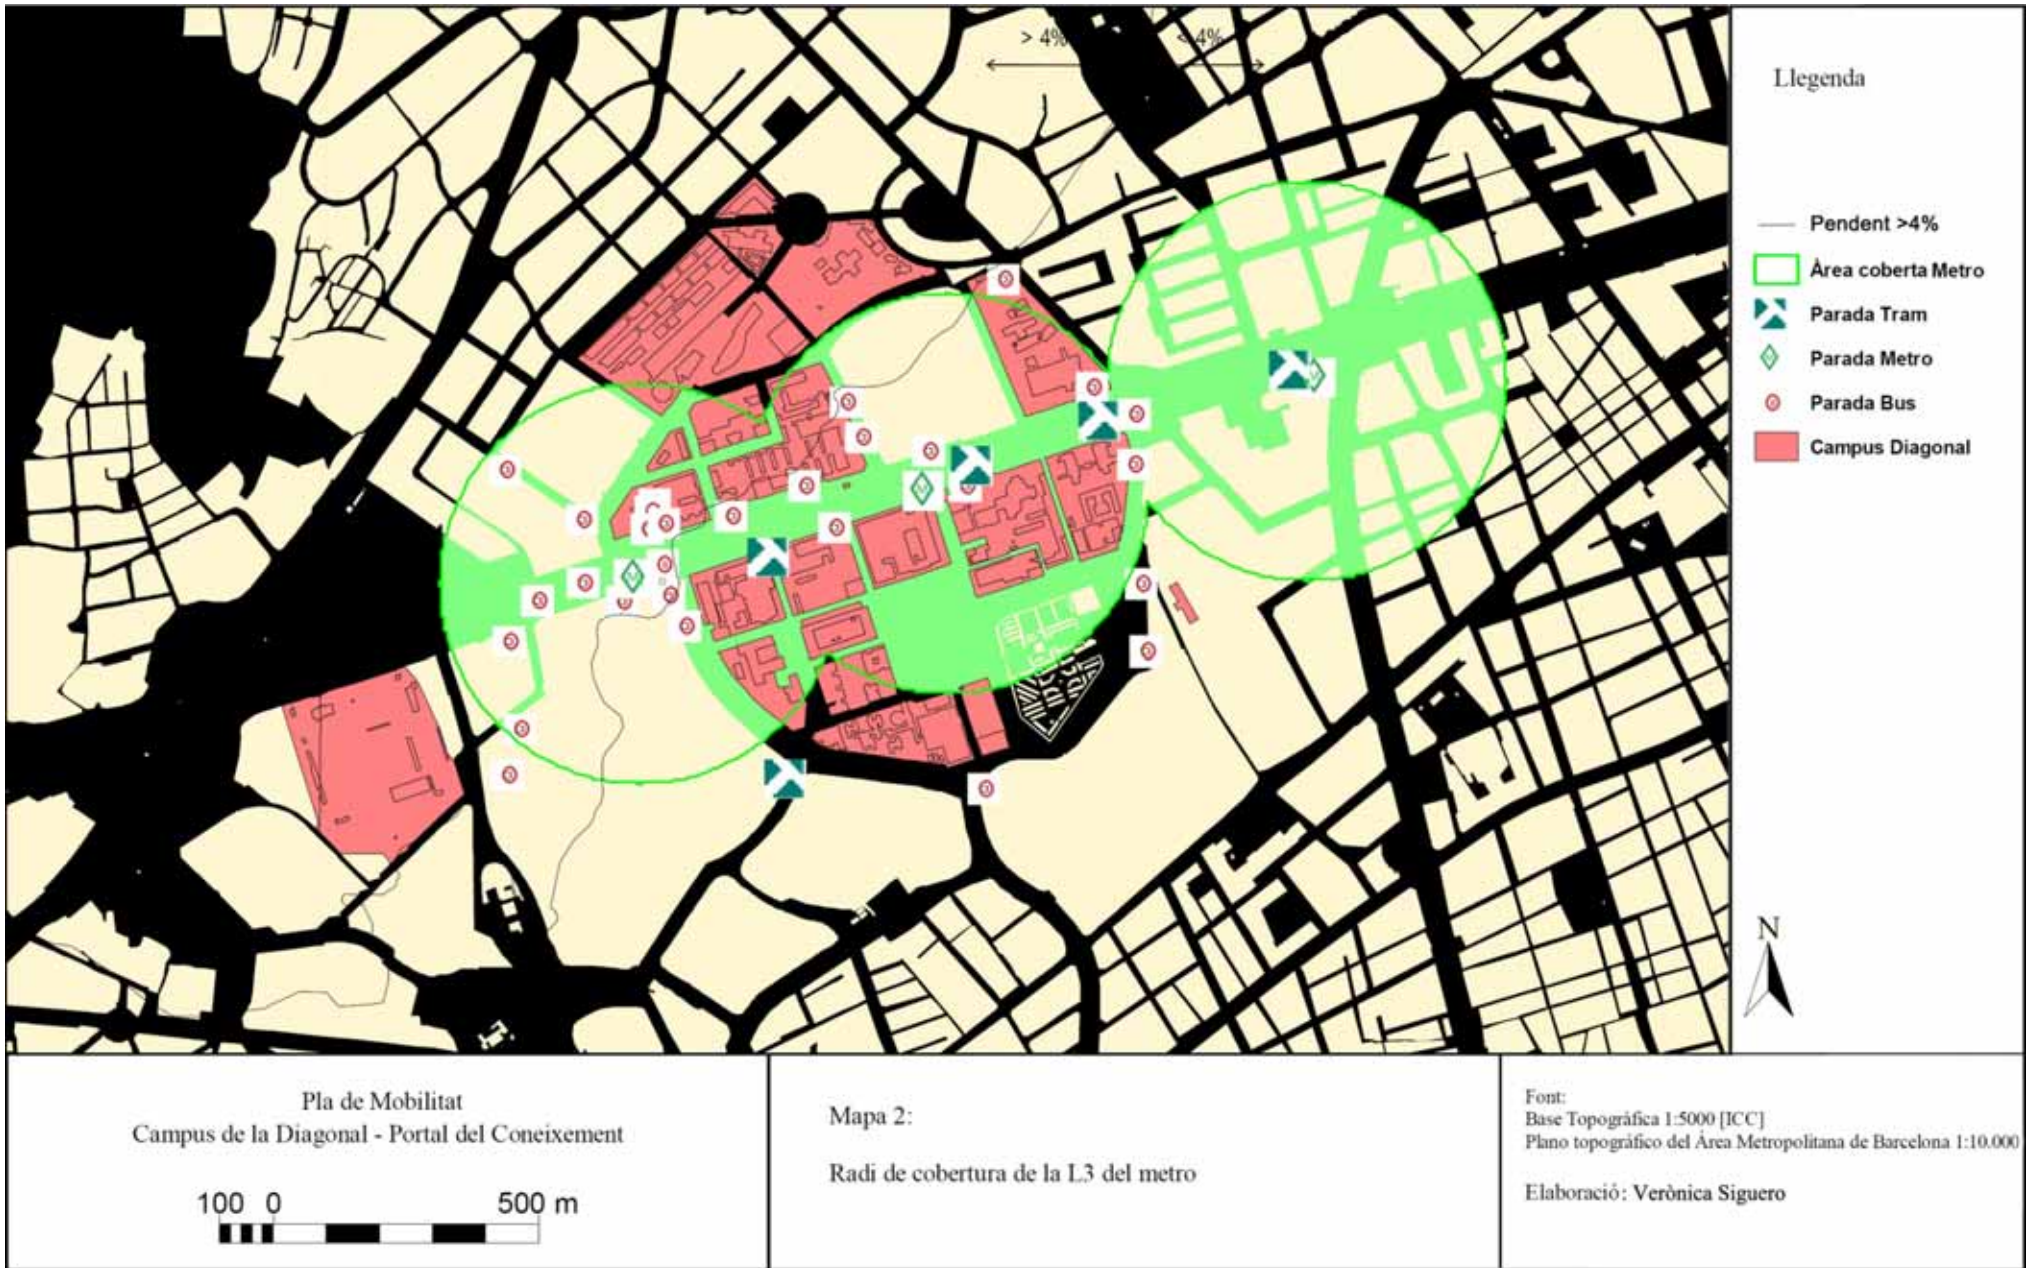 > 4%
< 4%
Llegenda
Pendent >4%
Àrea coberta Metro
Parada Tram
Parada Metro
Parada Bus
Campus Diagonal
N
Pla de Mobilitat
Campus de la Diagonal - Portal del Coneixement
100 0 500 m
Mapa 2:
Radi de cobertura de la L3 del metro
Font:
Base Topogràfica 1:5000 [ICC]
Plano topográfico del Área Metropolitana de Barcelona 1:10.000
Elaboració: Verònica Siguero